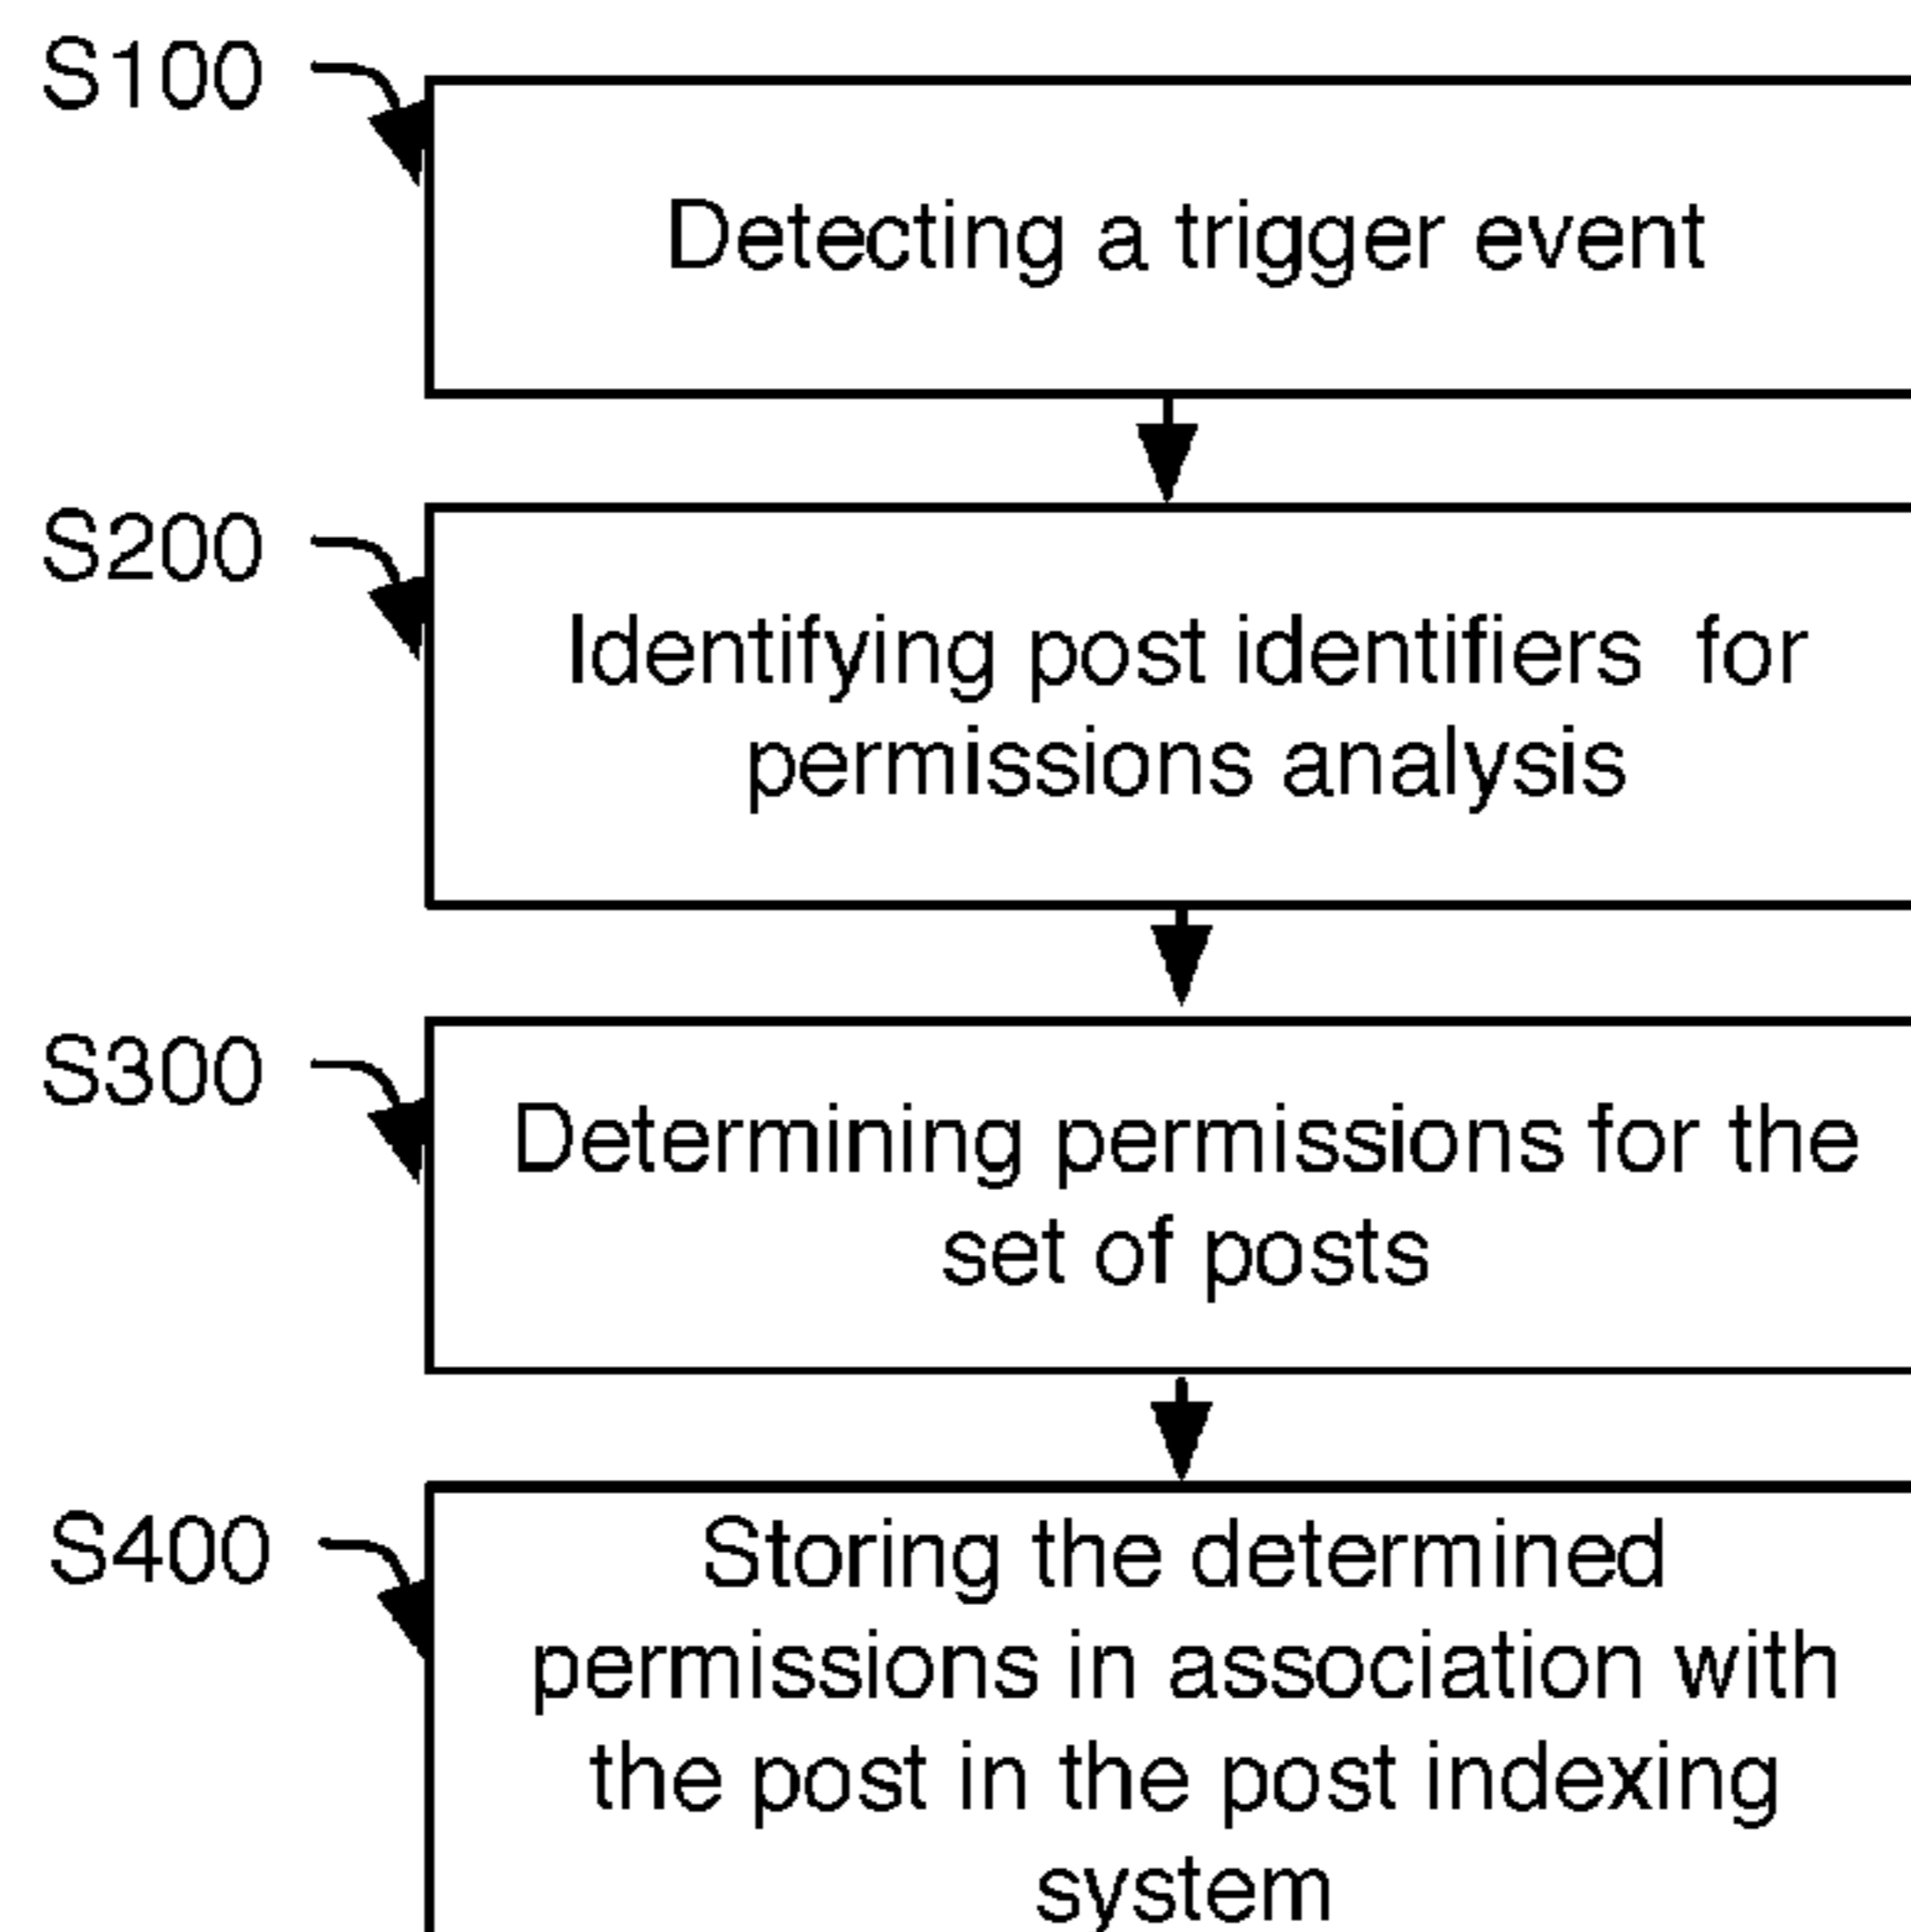 S100
Detecting a trigger event
S200
Identifying post identifiers for
permissions analysis
S300
Determining permissions for the
set of posts
S400
Storing the determined
permissions in association with
the post in the post indexing
system